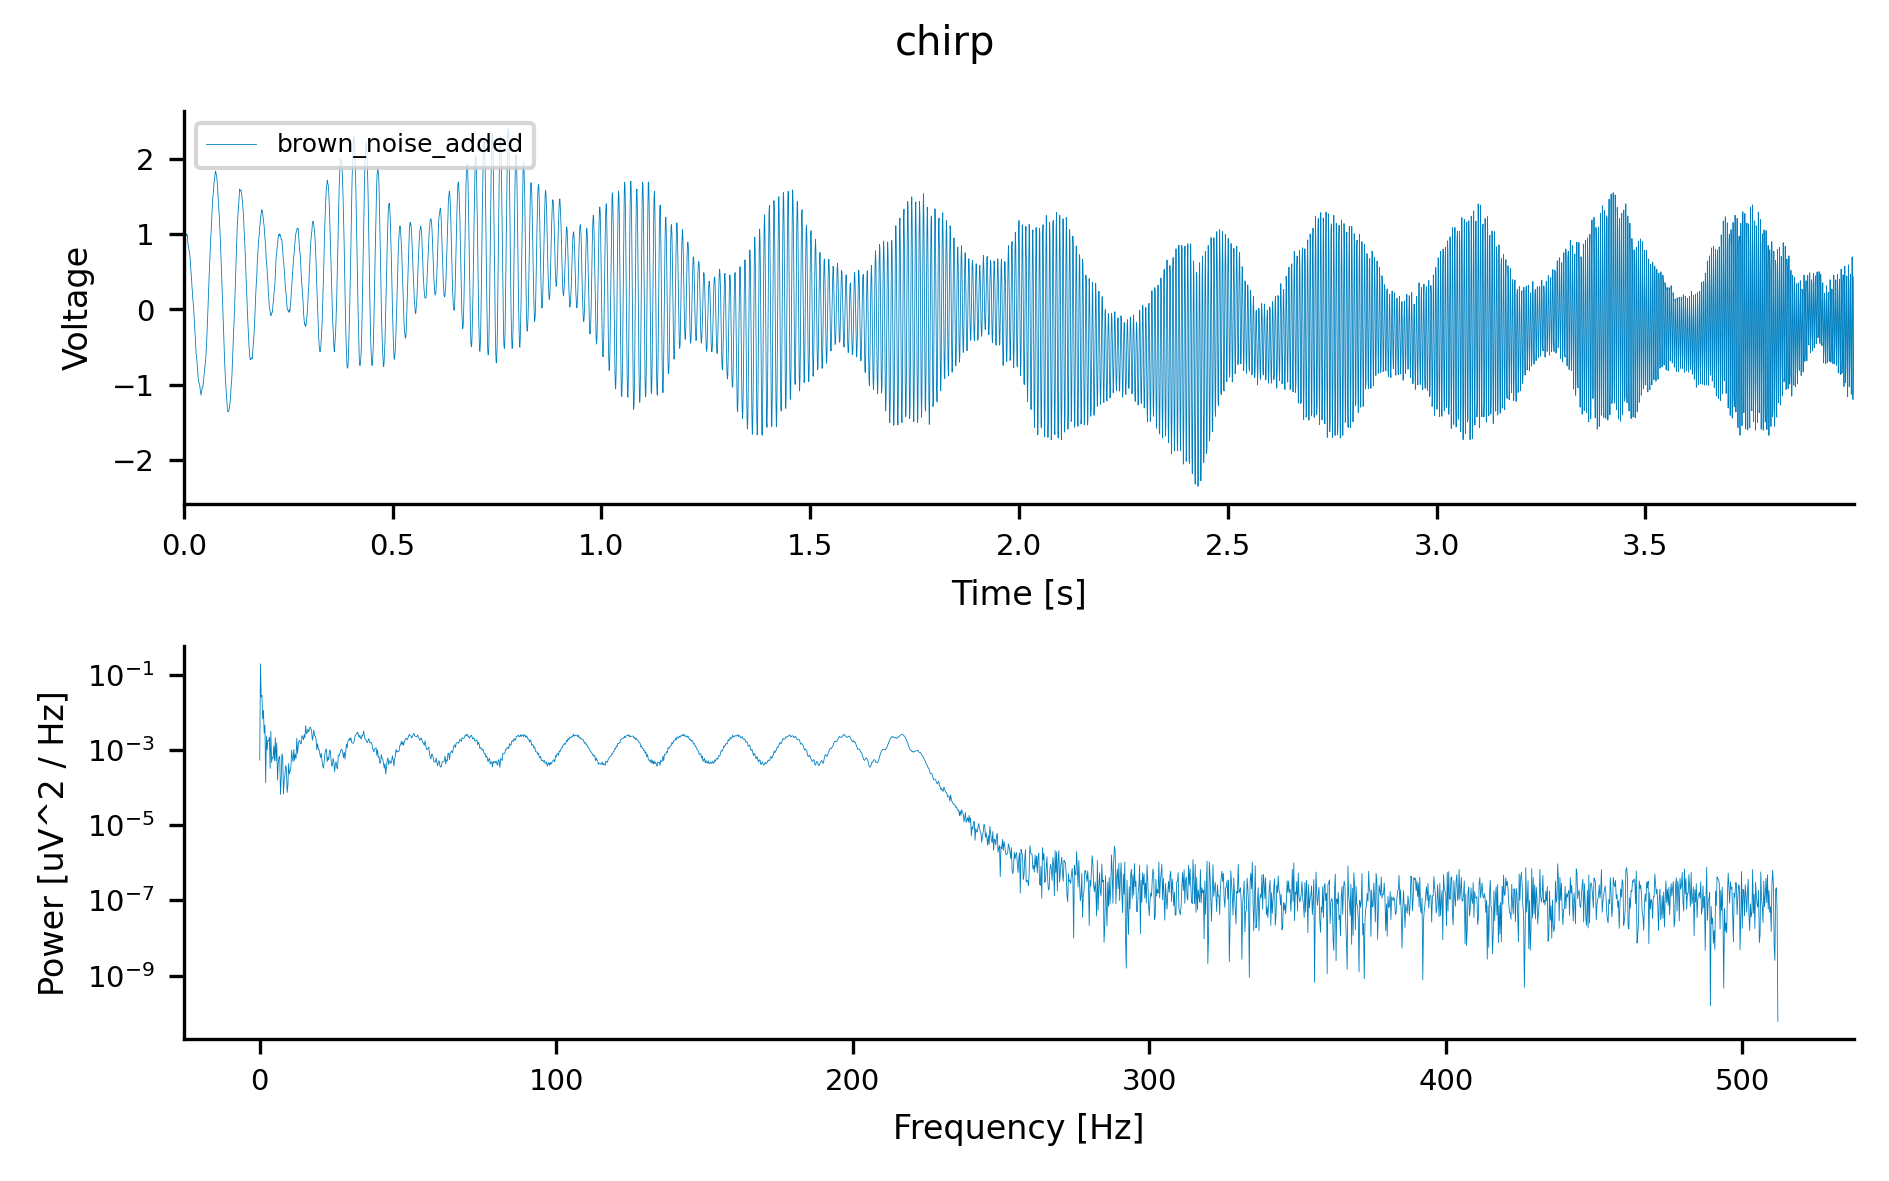 chirp
brown_noise_added
Voltage
2
1
0
−1
−2
0.0 0.5 1.0 1.5 2.0 2.5 3.0 3.5
Time [s]
Power [uV^2 / Hz]
10⁻¹
10⁻³
10⁻⁵
10⁻⁷
10⁻⁹
0 100 200 300 400 500
Frequency [Hz]